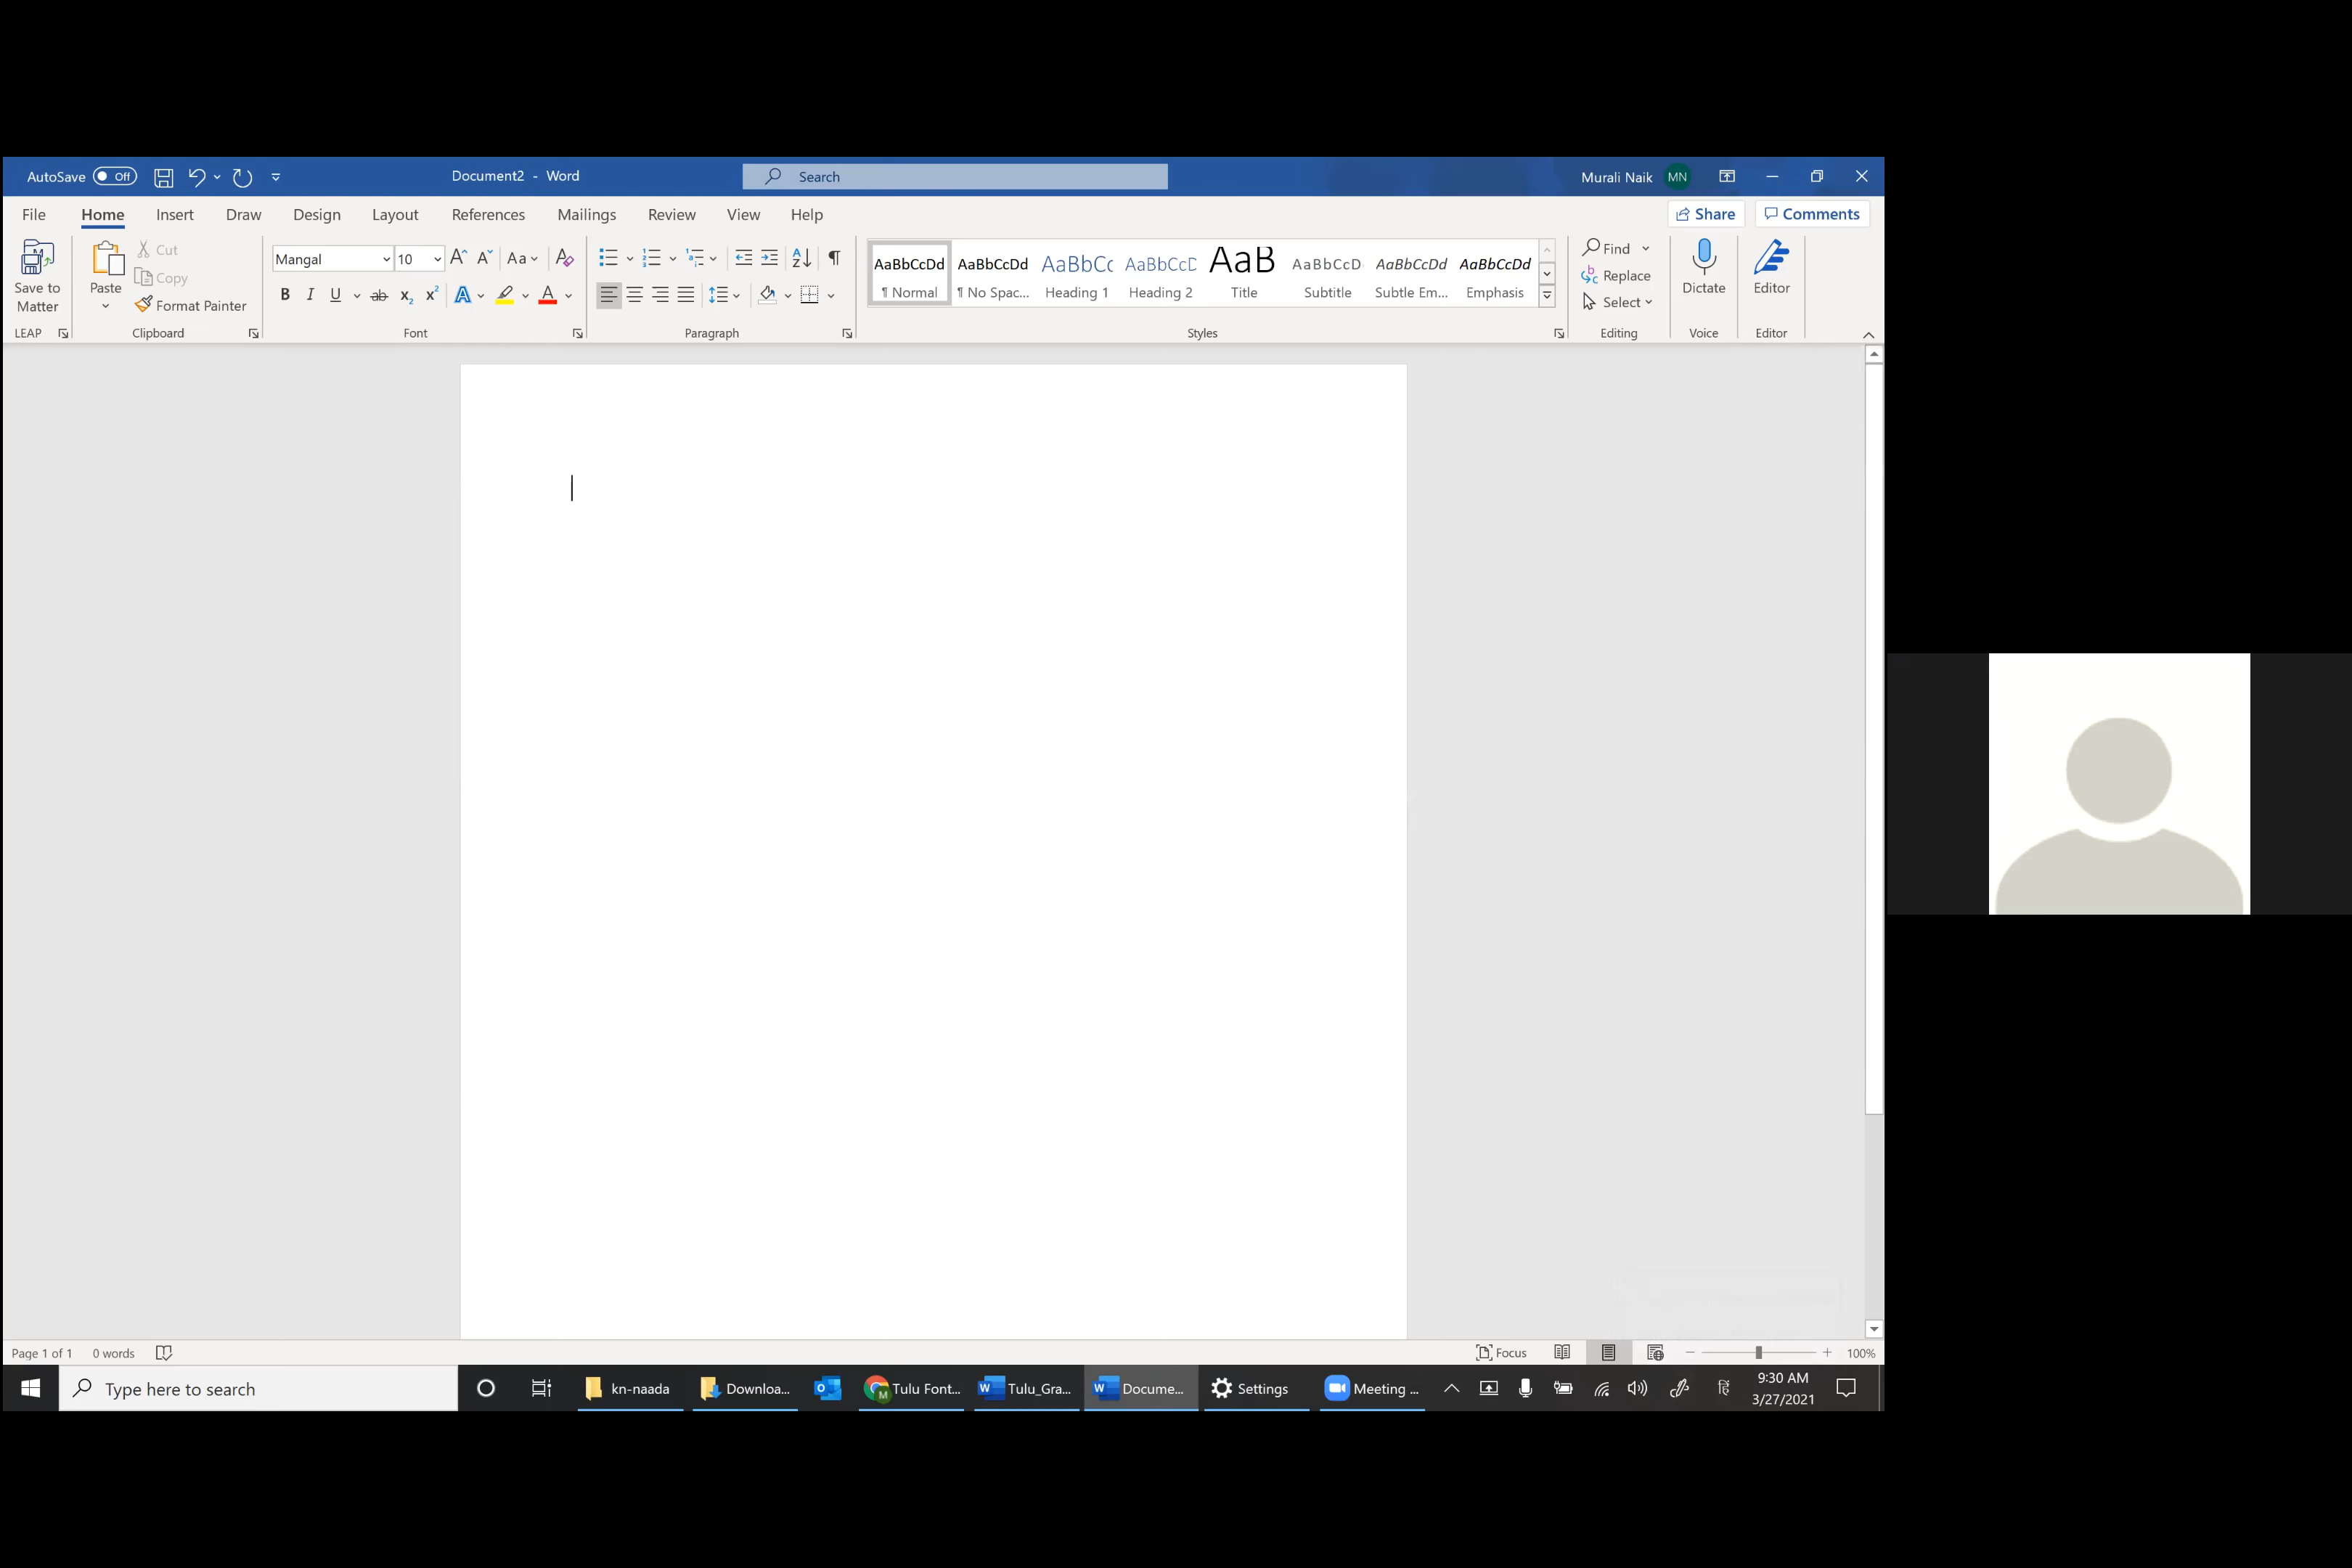 AutoSave Off
Document2 - Word
Search
Murali Naik MN
File Home Insert Draw Design Layout References Mailings Review View Help
Share Comments
Save to Matter
LEAP
Paste
Cut
Copy
Format Painter
Clipboard
Mangal 10
Font
Paragraph
AaBbCcDd AaBbCcDd AaBbCc AaBbCcD AaB AaBbCcD AaBbCcDd AaBbCcDd
¶ Normal ¶ No Spac... Heading 1 Heading 2 Title Subtitle Subtle Em... Emphasis
Styles
Find
Replace
Select
Editing
Dictate
Voice
Editor
Editor
Page 1 of 1 0 words
Focus
100%
Type here to search
kn-naada
Downloa...
Tulu Font...
Tulu_Gra...
Docume...
Settings
Meeting ...
9:30 AM
3/27/2021